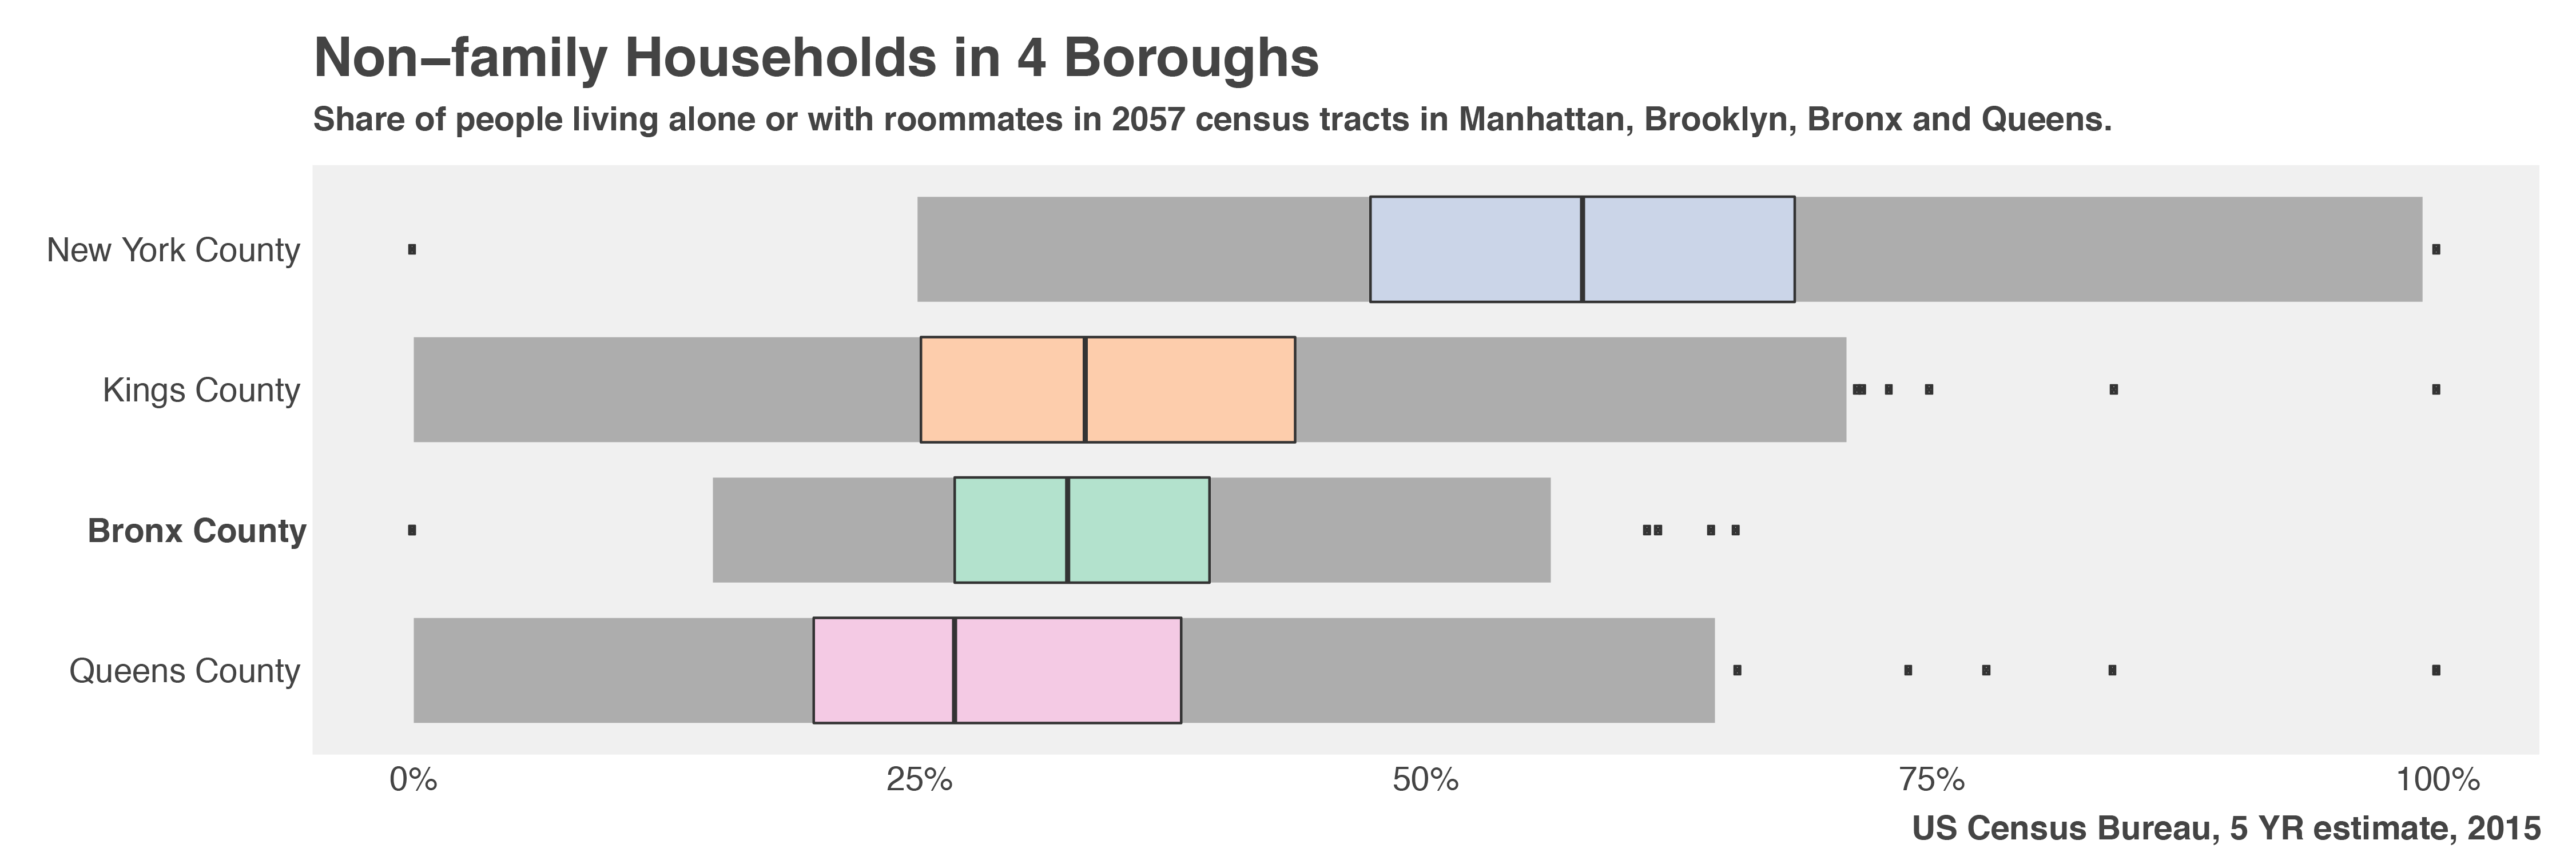 Non–family Households in 4 Boroughs
Share of people living alone or with roommates in 2057 census tracts in Manhattan, Brooklyn, Bronx and Queens.
New York County
Kings County
Bronx County
Queens County
0% 25% 50% 75% 100%
US Census Bureau, 5 YR estimate, 2015